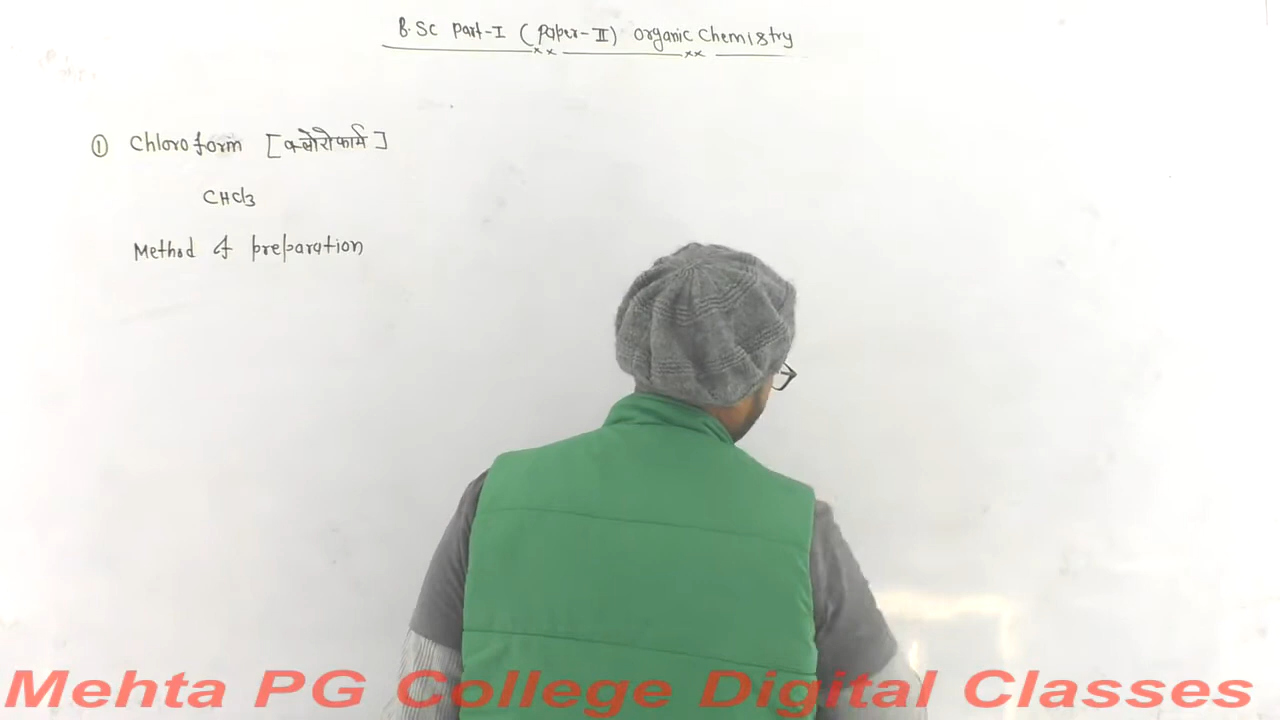 B.Sc Part-I (Paper-II) Organic Chemistry
① Chloroform [क्लोरोफार्म]
CHCl3
Method of preparation
Mehta PG College Digital Classes